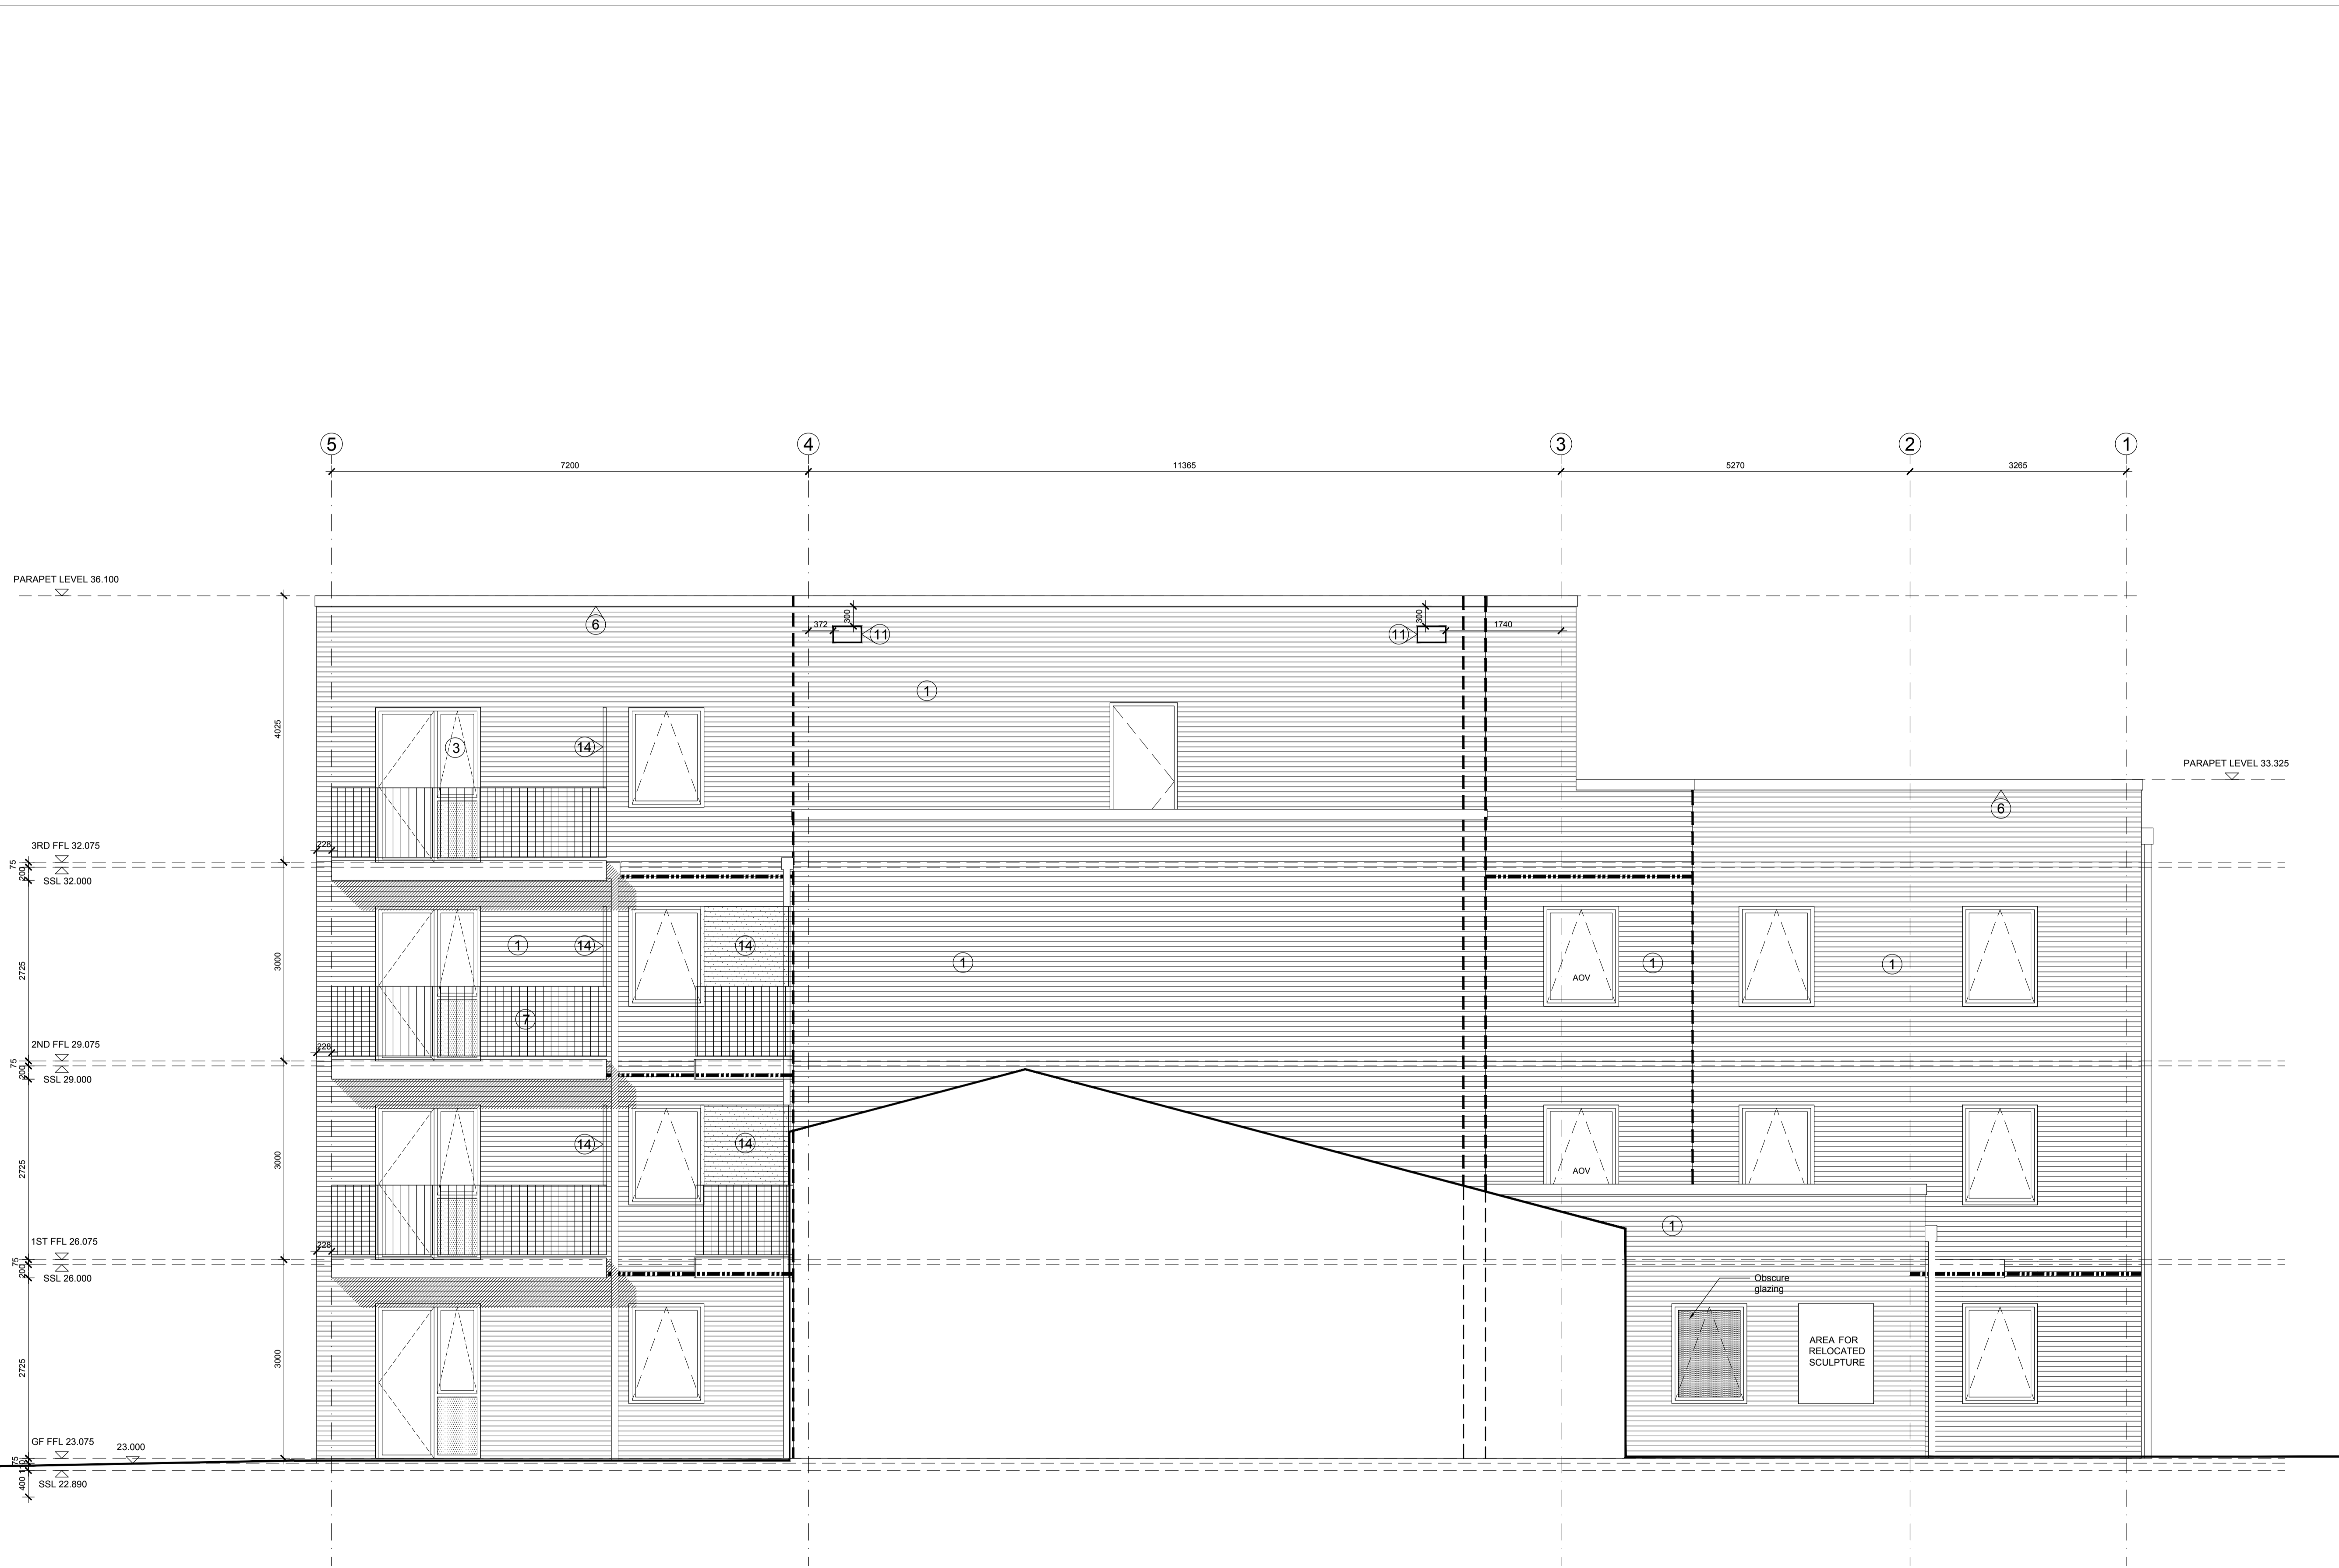 5
4
3
2
1
7200
11365
5270
3265
PARAPET LEVEL 36.100
6
372
300
11
11
300
1740
1
4025
3
14
PARAPET LEVEL 33.325
6
3RD FFL 32.075
228
75
200
SSL 32.000
2725
3000
1
14
14
1
AOV
1
1
7
2ND FFL 29.075
228
75
200
SSL 29.000
2725
3000
14
14
AOV
1
1ST FFL 26.075
228
75
200
SSL 26.000
Obscure
glazing
2725
3000
AREA FOR
RELOCATED
SCULPTURE
GF FFL 23.075
23.000
75
400
SSL 22.890